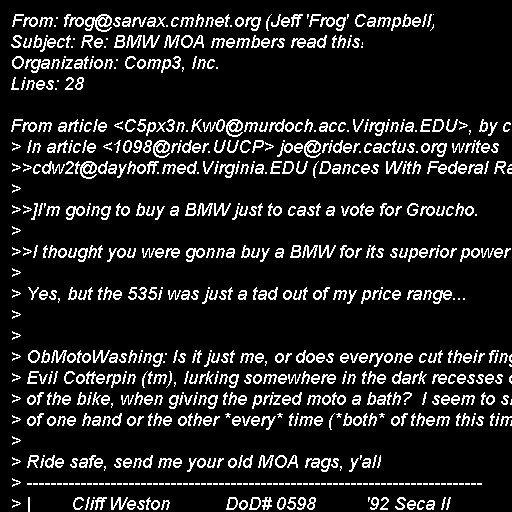 From: frog@sarvax.cmhnet.org (Jeff 'Frog' Campbell)
Subject: Re: BMW MOA members read this!
Organization: Comp3, Inc.
Lines: 28

From article <C5px3n.Kw0@murdoch.acc.Virginia.EDU>, by c
> In article <1098@rider.UUCP> joe@rider.cactus.org writes
>>cdw2t@dayhoff.med.Virginia.EDU (Dances With Federal Ra
>
>>]I'm going to buy a BMW just to cast a vote for Groucho.
>
>>I thought you were gonna buy a BMW for its superior power
>
> Yes, but the 535i was just a tad out of my price range...
>
>
> ObMotoWashing: Is it just me, or does everyone cut their fing
> Evil Cotterpin (tm), lurking somewhere in the dark recesses o
> of the bike, when giving the prized moto a bath?  I seem to s
> of one hand or the other *every* time (*both* of them this tim
>
> Ride safe, send me your old MOA rags, y'all
> ----------------------------------------------------------------------------
> |        Cliff Weston           DoD# 0598          '92 Seca II